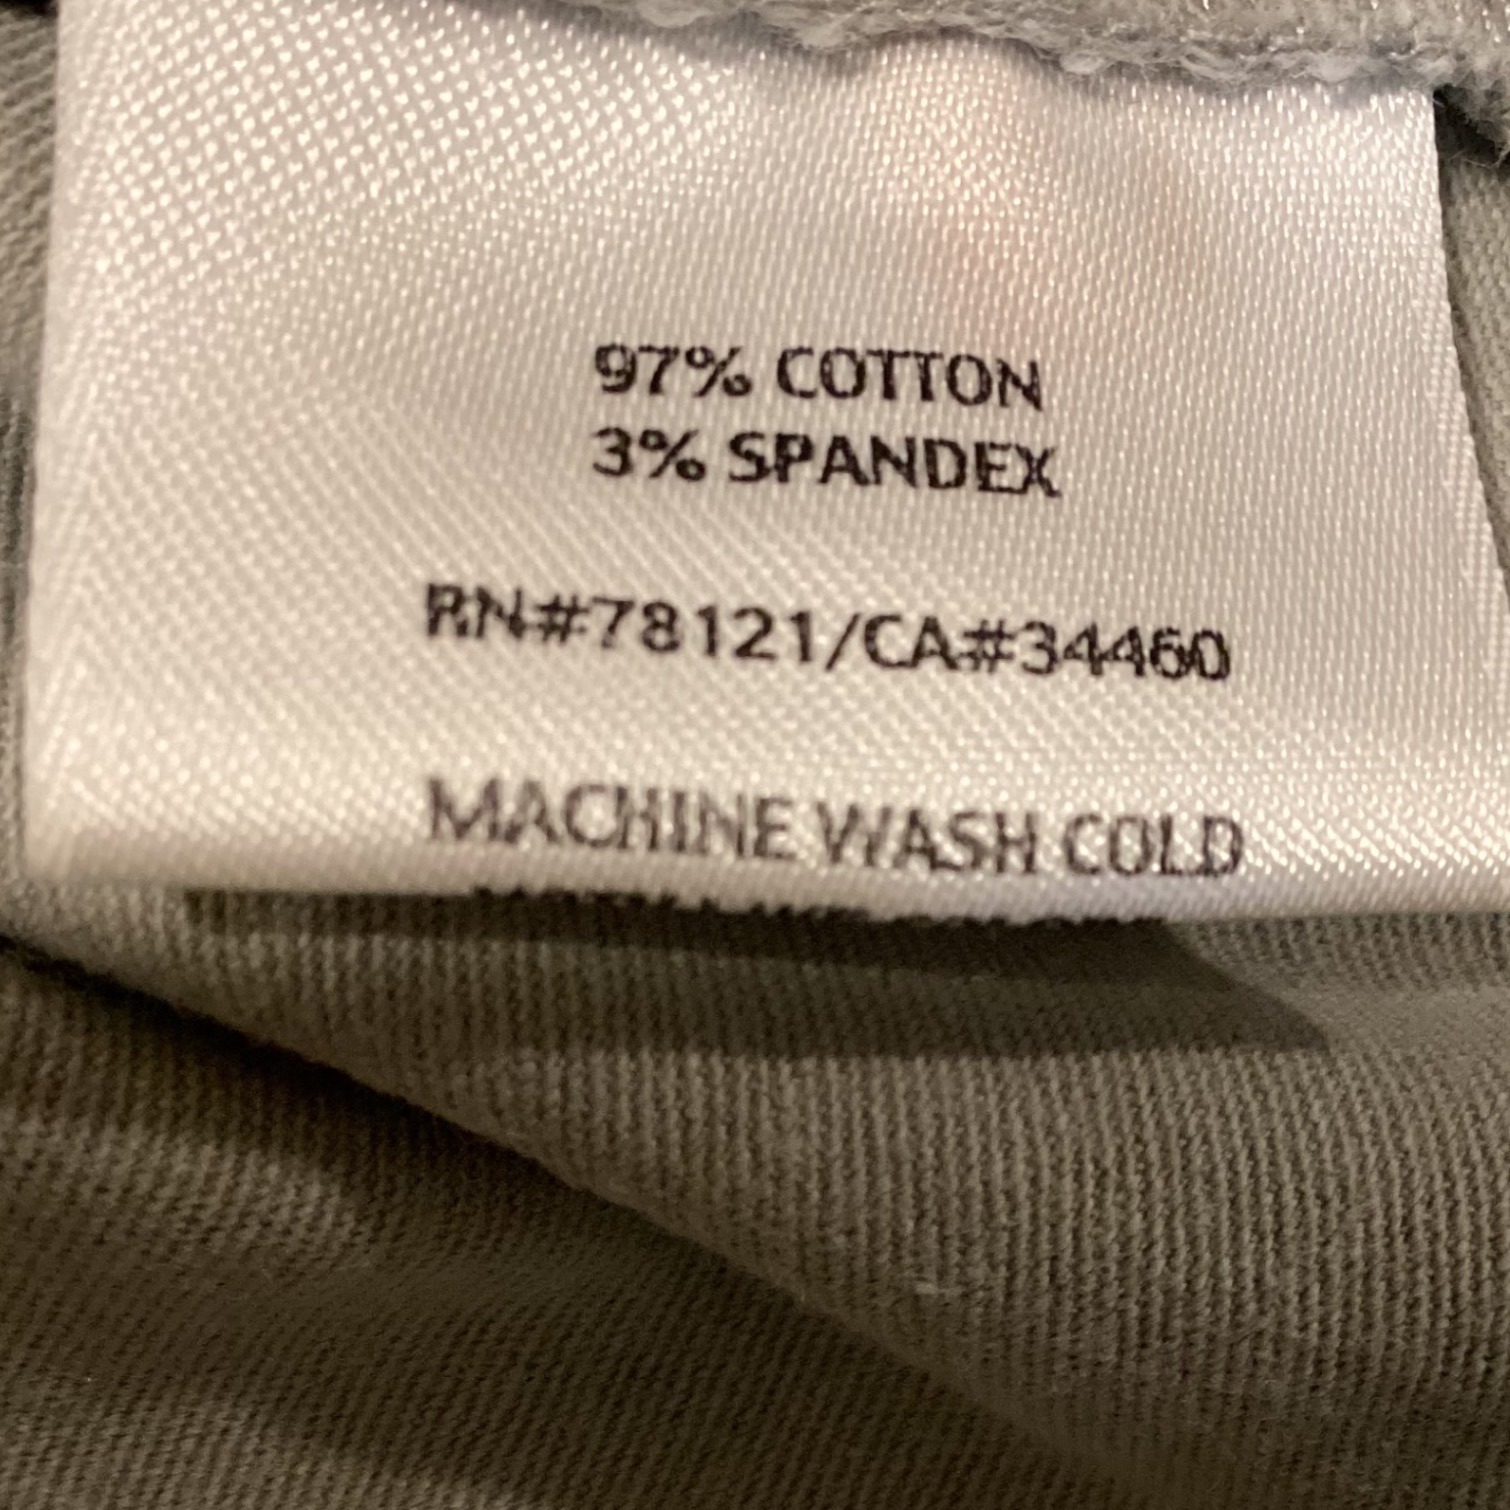 97% COTTON
3% SPANDEX
RN#78121/CA#34460
MACHINE WASH COLD